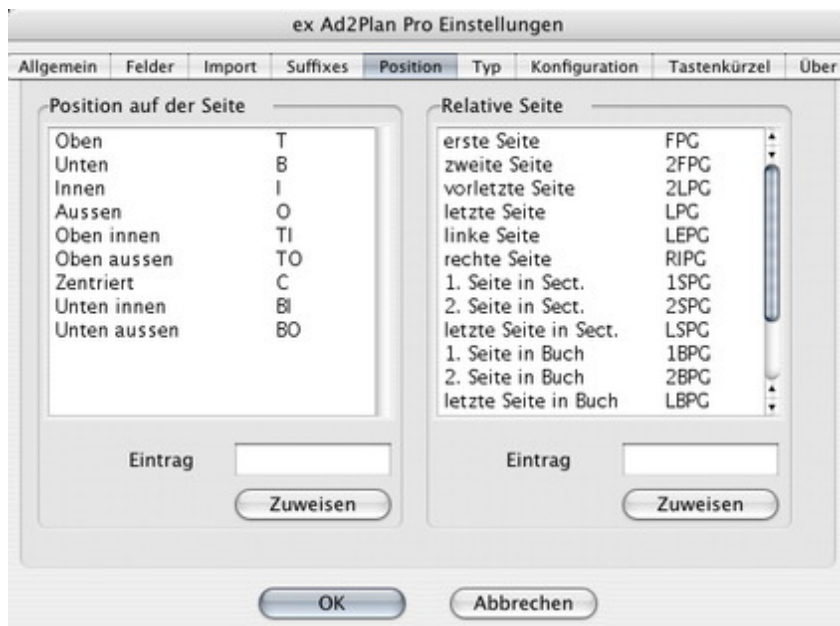 ex Ad2Plan Pro Einstellungen
Allgemein Felder Import Suffixes Position Typ Konfiguration Tastenkürzel Über
Position auf der Seite
Oben T
Unten B
Innen I
Aussen O
Oben innen TI
Oben aussen TO
Zentriert C
Unten innen BI
Unten aussen BO
Eintrag
Zuweisen
Relative Seite
erste Seite FPG
zweite Seite 2FPG
vorletzte Seite 2LPG
letzte Seite LPG
linke Seite LEPG
rechte Seite RIPG
1. Seite in Sect. 1SPG
2. Seite in Sect. 2SPG
letzte Seite in Sect. LSPG
1. Seite in Buch 1BPG
2. Seite in Buch 2BPG
letzte Seite in Buch LBPG
Eintrag
Zuweisen
OK Abbrechen